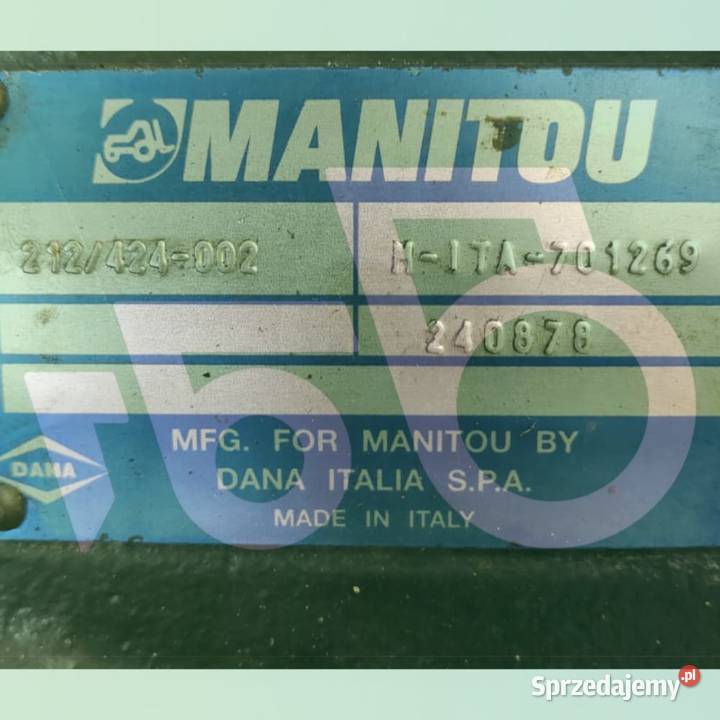 MANITOU
212/424-002 H-ITA-701269
240878
MFG. FOR MANITOU BY
DANA DANA ITALIA S.P.A.
MADE IN ITALY
Sprzedajemy.pl